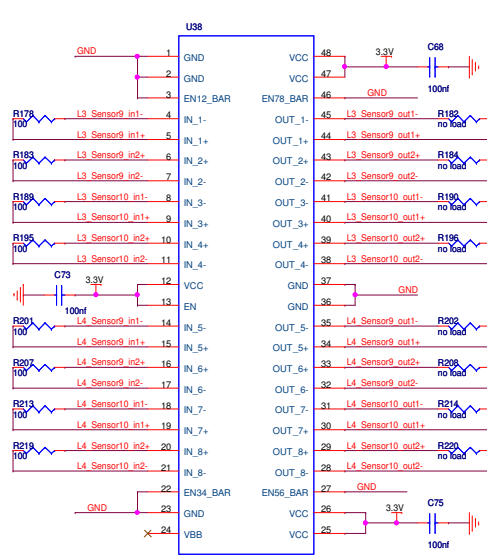 U38
GND 1 GND VCC 48 3.3V C68
2 GND VCC 47
3 EN12_BAR EN78_BAR 46 GND 100nf
R178 100 L3_Sensor9_in1- 4 IN_1- OUT_1- 45 L3_Sensor9_out1- R182 no load
L3_Sensor9_in1+ 5 IN_1+ OUT_1+ 44 L3_Sensor9_out1+
R183 100 L3_Sensor9_in2+ 6 IN_2+ OUT_2+ 43 L3_Sensor9_out2+ R184 no load
L3_Sensor9_in2- 7 IN_2- OUT_2- 42 L3_Sensor9_out2-
R189 100 L3_Sensor10_in1- 8 IN_3- OUT_3- 41 L3_Sensor10_out1- R190 no load
L3_Sensor10_in1+ 9 IN_3+ OUT_3+ 40 L3_Sensor10_out1+
R195 100 L3_Sensor10_in2+ 10 IN_4+ OUT_4+ 39 L3_Sensor10_out2+ R196 no load
L3_Sensor10_in2- 11 IN_4- OUT_4- 38 L3_Sensor10_out2-
C73 3.3V 12 VCC GND 37
100nf 13 EN GND 36 GND
R201 100 L4_Sensor9_in1- 14 IN_5- OUT_5- 35 L4_Sensor9_out1- R202 no load
L4_Sensor9_in1+ 15 IN_5+ OUT_5+ 34 L4_Sensor9_out1+
R207 100 L4_Sensor9_in2+ 16 IN_6+ OUT_6+ 33 L4_Sensor9_out2+ R208 no load
L4_Sensor9_in2- 17 IN_6- OUT_6- 32 L4_Sensor9_out2-
R213 100 L4_Sensor10_in1- 18 IN_7- OUT_7- 31 L4_Sensor10_out1- R214 no load
L4_Sensor10_in1+ 19 IN_7+ OUT_7+ 30 L4_Sensor10_out1+
R219 100 L4_Sensor10_in2+ 20 IN_8+ OUT_8+ 29 L4_Sensor10_out2+ R220 no load
L4_Sensor10_in2- 21 IN_8- OUT_8- 28 L4_Sensor10_out2-
22 EN34_BAR EN56_BAR 27 GND
GND 23 GND VCC 26 3.3V C75
24 VBB VCC 25 100nf